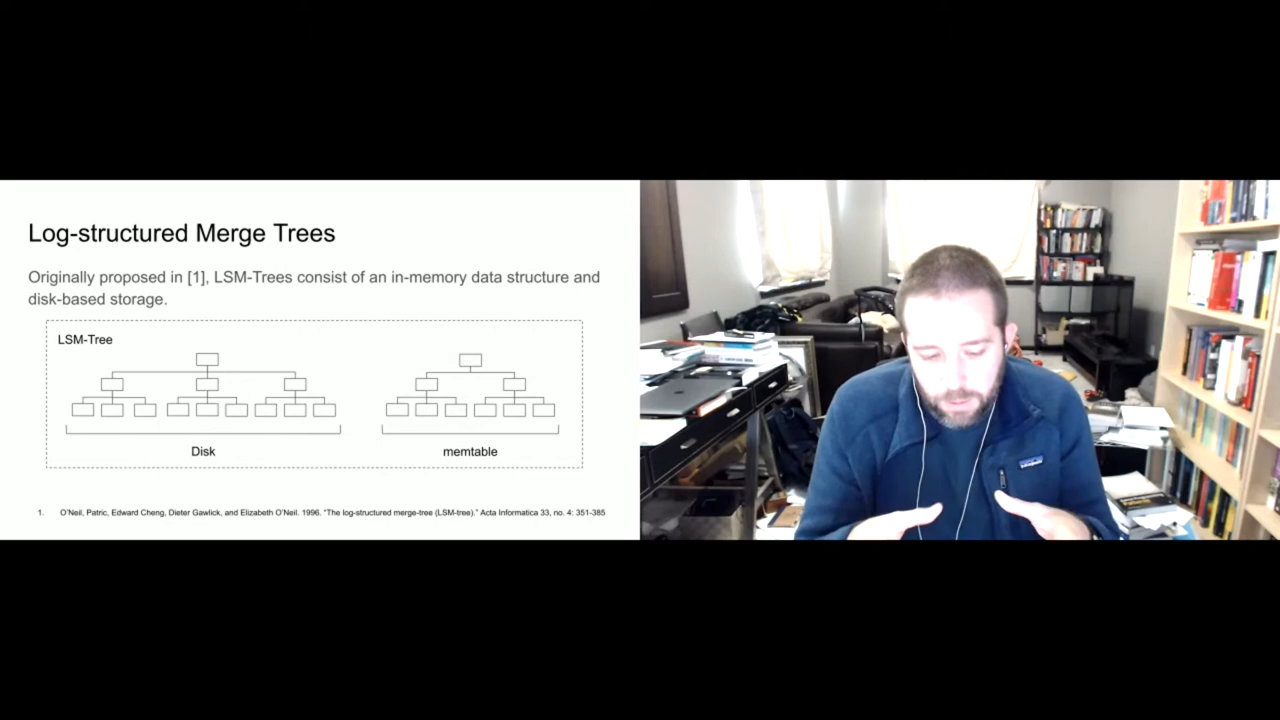 Log-structured Merge Trees
Originally proposed in [1], LSM-Trees consist of an in-memory data structure and
disk-based storage.
LSM-Tree
Disk
memtable
1. O'Neil, Patric, Edward Cheng, Dieter Gawlick, and Elizabeth O'Neil. 1996. "The log-structured merge-tree (LSM-tree)." Acta Informatica 33, no. 4: 351-385
patagonia